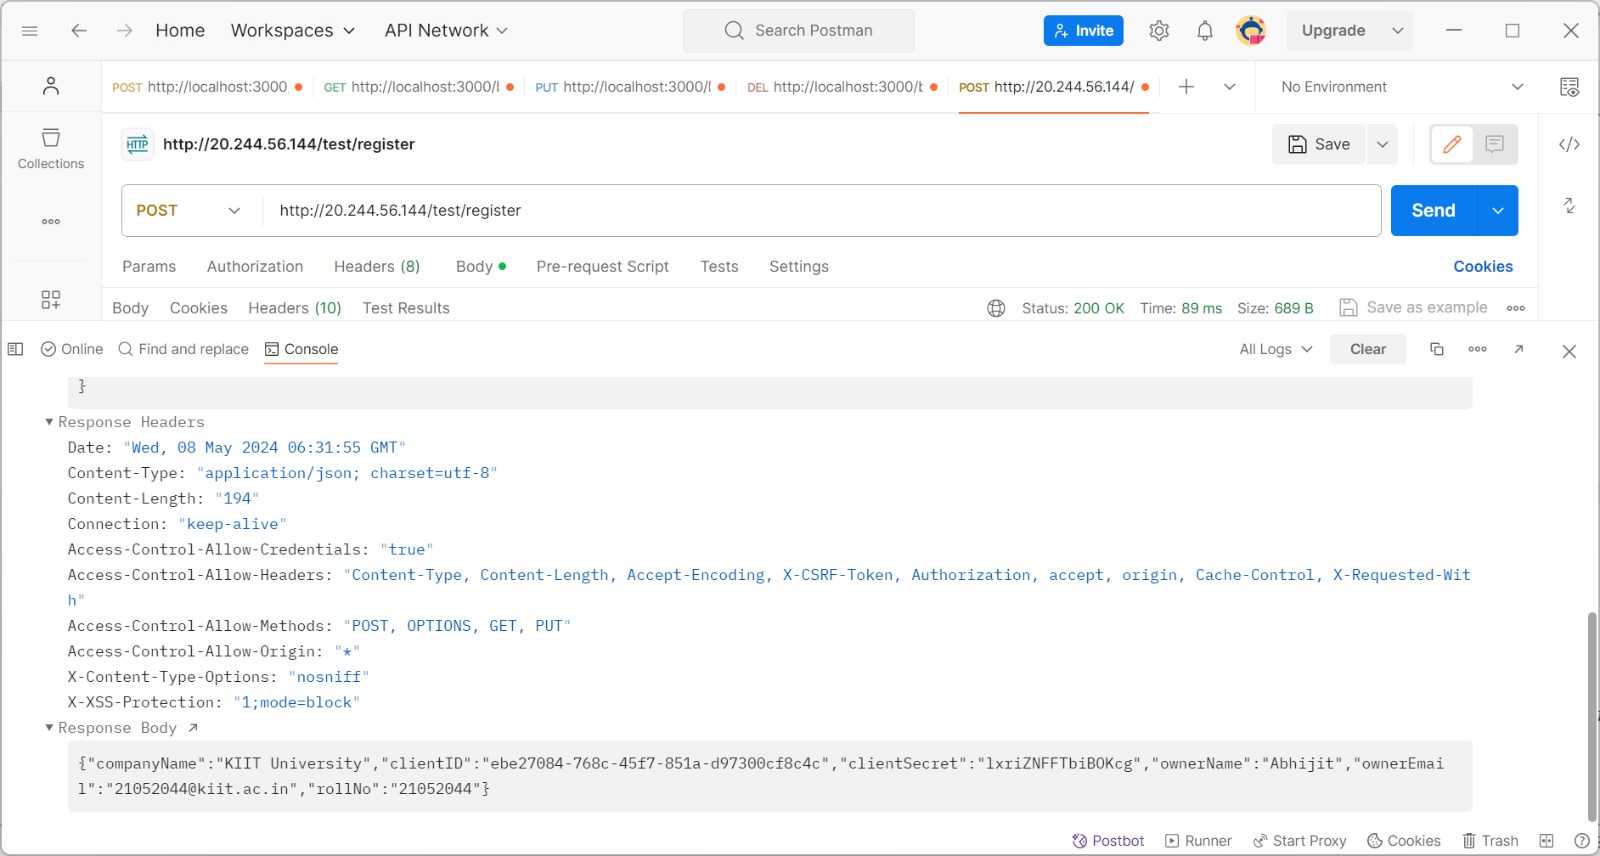 Home Workspaces API Network Search Postman Invite Upgrade
POST http://localhost:3000, GET http://localhost:3000/l PUT http://localhost:3000/l DEL http://localhost:3000/b POST http://20.244.56.144/ No Environment
HTTP http://20.244.56.144/test/register Save
Collections
POST http://20.244.56.144/test/register Send
Params Authorization Headers (8) Body Pre-request Script Tests Settings Cookies
Body Cookies Headers (10) Test Results Status: 200 OK Time: 89 ms Size: 689 B Save as example
Online Find and replace Console All Logs Clear
}
Response Headers
Date: "Wed, 08 May 2024 06:31:55 GMT"
Content-Type: "application/json; charset=utf-8"
Content-Length: "194"
Connection: "keep-alive"
Access-Control-Allow-Credentials: "true"
Access-Control-Allow-Headers: "Content-Type, Content-Length, Accept-Encoding, X-CSRF-Token, Authorization, accept, origin, Cache-Control, X-Requested-Wit
h"
Access-Control-Allow-Methods: "POST, OPTIONS, GET, PUT"
Access-Control-Allow-Origin: "*"
X-Content-Type-Options: "nosniff"
X-XSS-Protection: "1;mode=block"
Response Body
{"companyName":"KIIT University","clientID":"ebe27084-768c-45f7-851a-d97300cf8c4c","clientSecret":"lxriZNFFTbiBOKcg","ownerName":"Abhijit","ownerEmai
l":"21052044@kiit.ac.in","rollNo":"21052044"}
Postbot Runner Start Proxy Cookies Trash